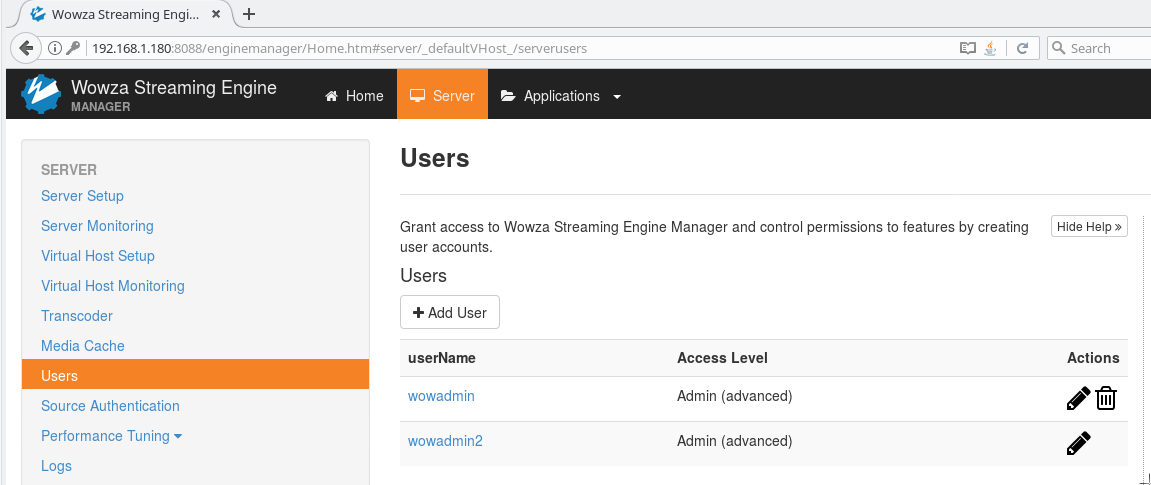 Wowza Streaming Engi...
192.168.1.180:8088/enginemanager/Home.htm#server/_defaultVHost_/serverusers
Search
Wowza Streaming Engine
MANAGER
Home
Server
Applications
SERVER
Server Setup
Server Monitoring
Virtual Host Setup
Virtual Host Monitoring
Transcoder
Media Cache
Users
Source Authentication
Performance Tuning
Logs
Users
Grant access to Wowza Streaming Engine Manager and control permissions to features by creating
user accounts.
Hide Help »
Users
+ Add User
userName Access Level Actions
wowadmin Admin (advanced)
wowadmin2 Admin (advanced)